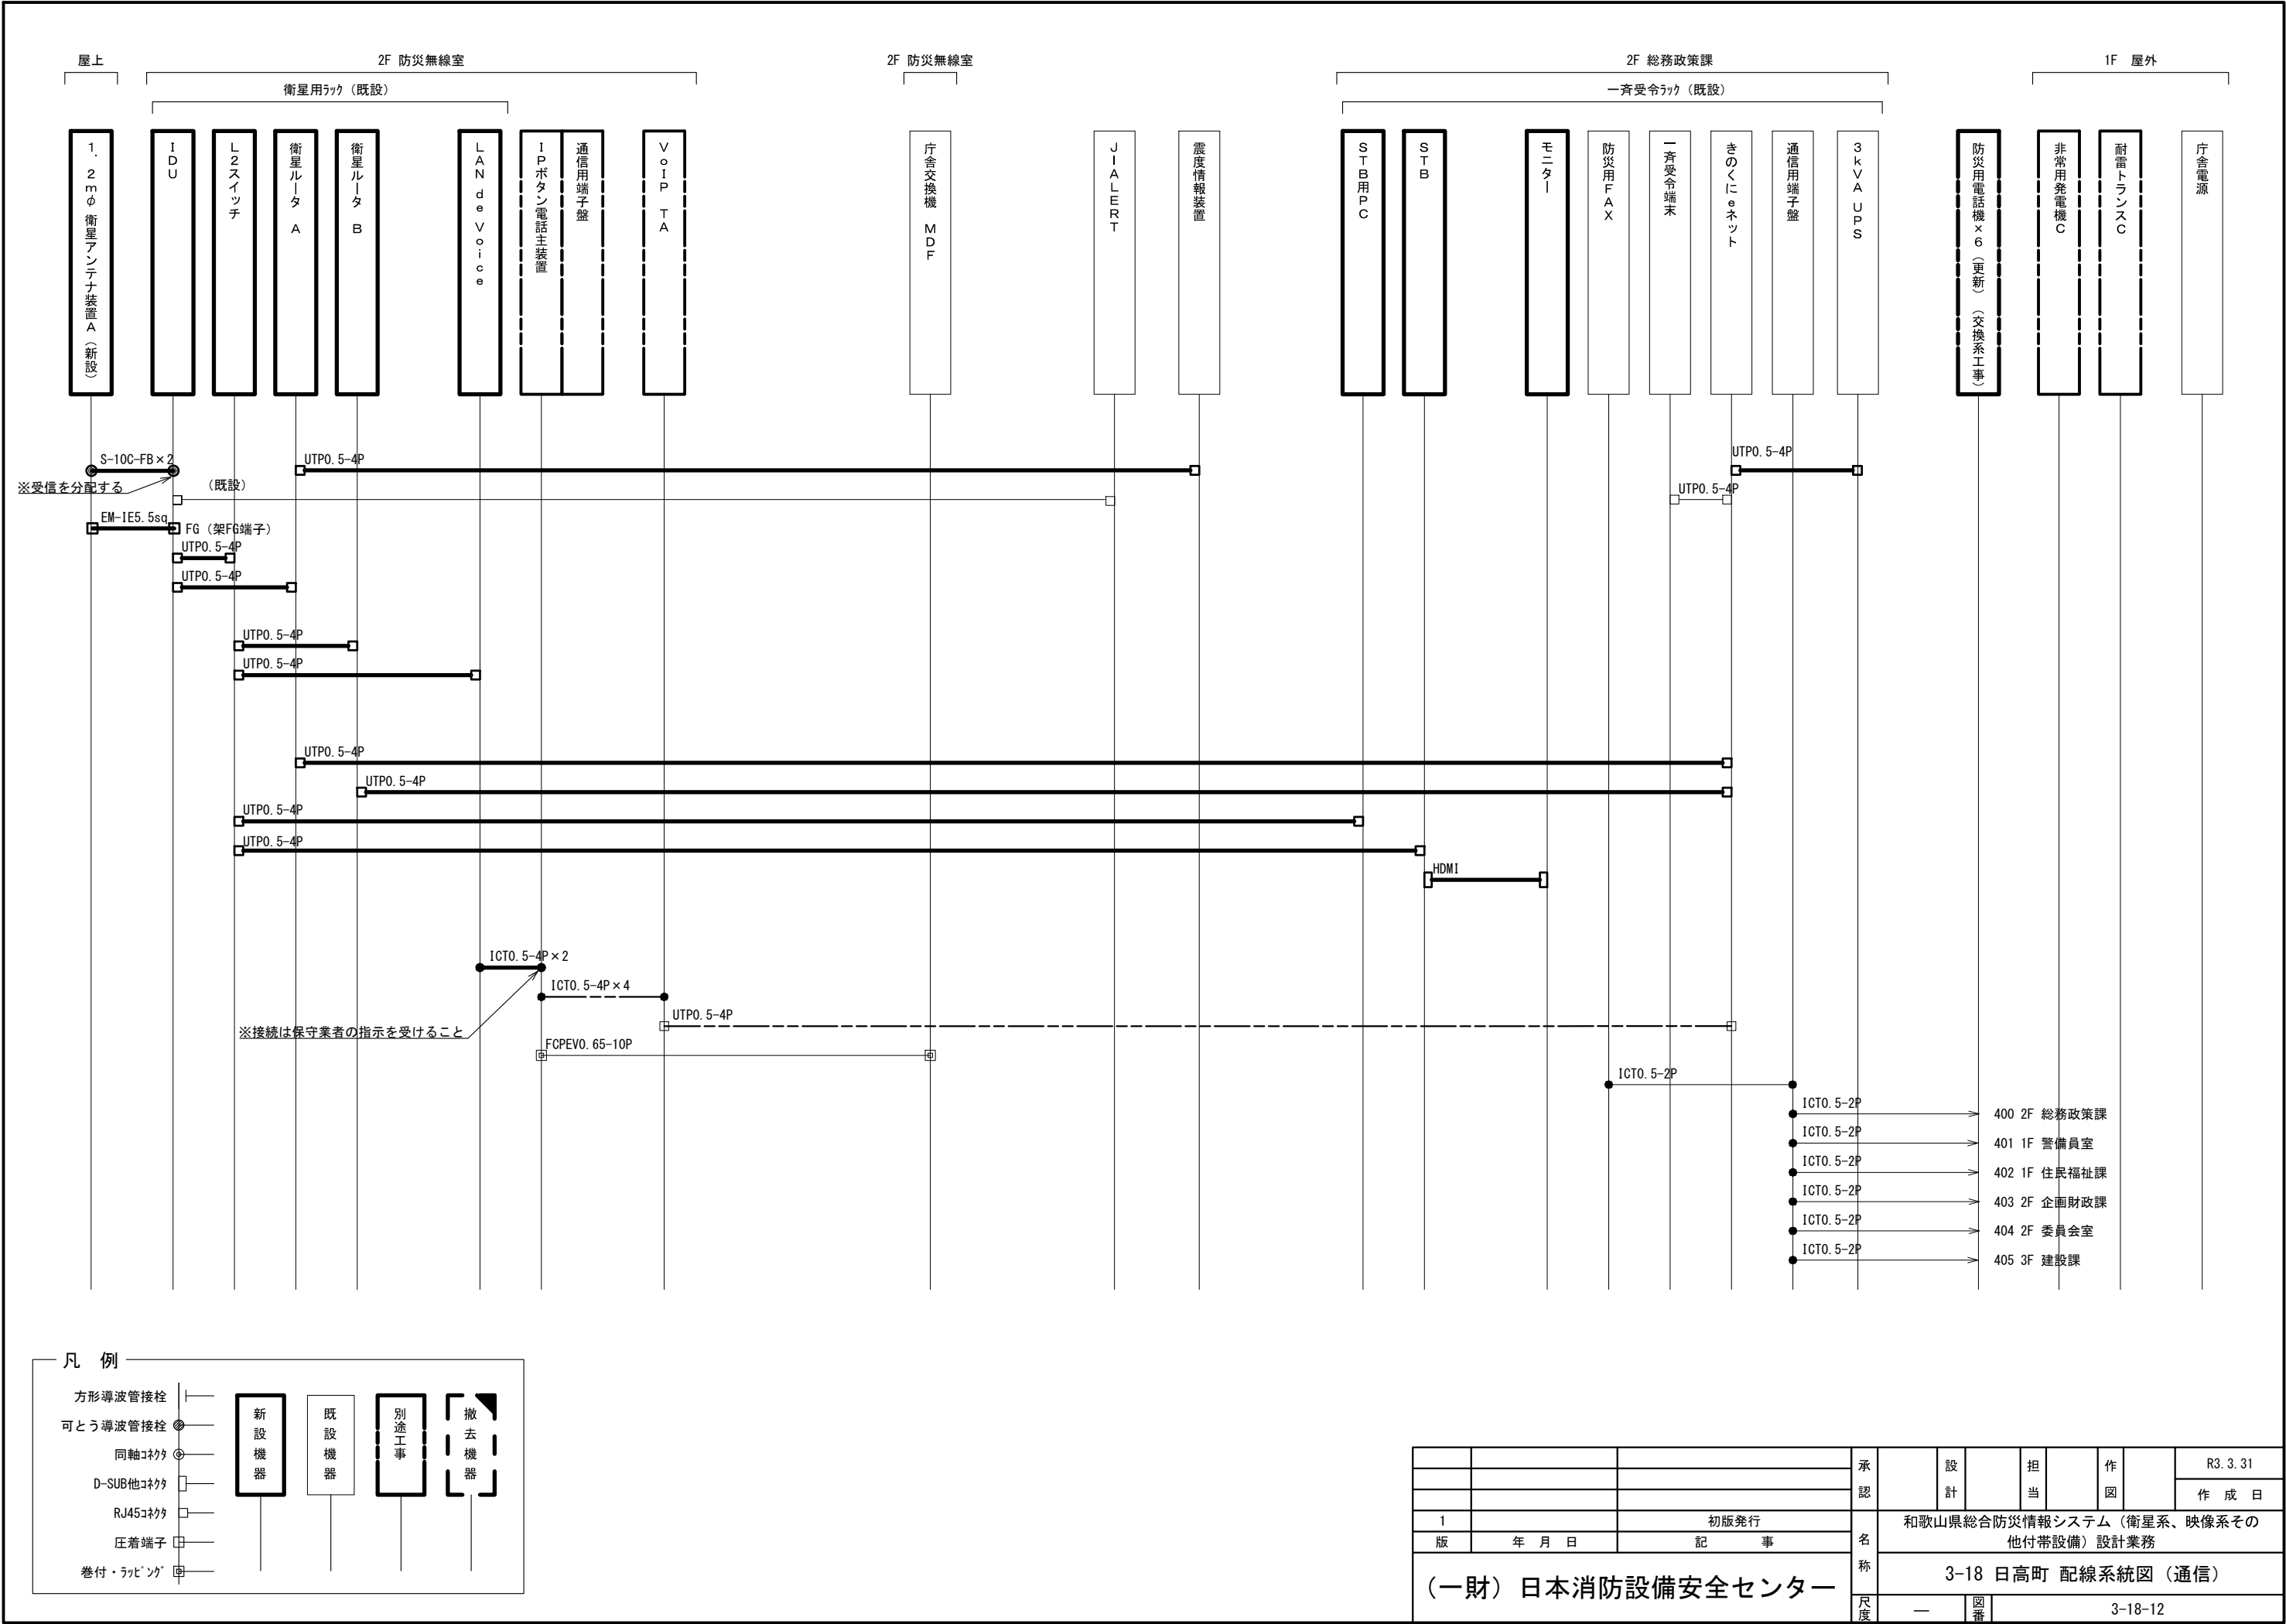 屋上
2F 防災無線室
2F 防災無線室
2F 総務政策課
1F 屋外
衛星用ﾗｯｸ（既設）
一斉受令ﾗｯｸ（既設）
1．2mφ 衛星アンテナ装置A（新設）
IDU
L2スイッチ
衛星ルータ A
衛星ルータ B
LAN de Voice
IPボタン電話主装置
通信用端子盤
VoIP TA
庁舎交換機 MDF
J-ALERT
震度情報装置
STB用PC
STB
モニター
防災用FAX
一斉受令端末
きのくにeネット
通信用端子盤
3kVA UPS
防災用電話機×6（更新）（交換系工事）
非常用発電機C
耐雷トランスC
庁舎電源
S-10C-FB×2
UTP0.5-4P
UTP0.5-4P
※受信を分配する
（既設）
UTP0.5-4P
EM-IE5.5sq
FG（架FG端子）
UTP0.5-4P
UTP0.5-4P
UTP0.5-4P
UTP0.5-4P
UTP0.5-4P
UTP0.5-4P
UTP0.5-4P
UTP0.5-4P
HDMI
ICT0.5-4P×2
ICT0.5-4P×4
UTP0.5-4P
※接続は保守業者の指示を受けること
FCPEV0.65-10P
ICT0.5-2P
ICT0.5-2P
400 2F 総務政策課
ICT0.5-2P
401 1F 警備員室
ICT0.5-2P
402 1F 住民福祉課
ICT0.5-2P
403 2F 企画財政課
ICT0.5-2P
404 2F 委員会室
ICT0.5-2P
405 3F 建設課
凡 例
方形導波管接栓
可とう導波管接栓
同軸ｺﾈｸﾀ
D-SUB他ｺﾈｸﾀ
RJ45ｺﾈｸﾀ
圧着端子
巻付・ﾗｯﾋﾟﾝｸﾞ
新設機器
既設機器
別途工事
撤去機器
承認
設計
担当
作図
R3.3.31
作 成 日
1
初版発行
版
年 月 日
記 事
名称
和歌山県総合防災情報システム（衛星系、映像系その
他付帯設備）設計業務
3-18 日高町 配線系統図（通信）
（一財）日本消防設備安全センター
尺度
―
図番
3-18-12